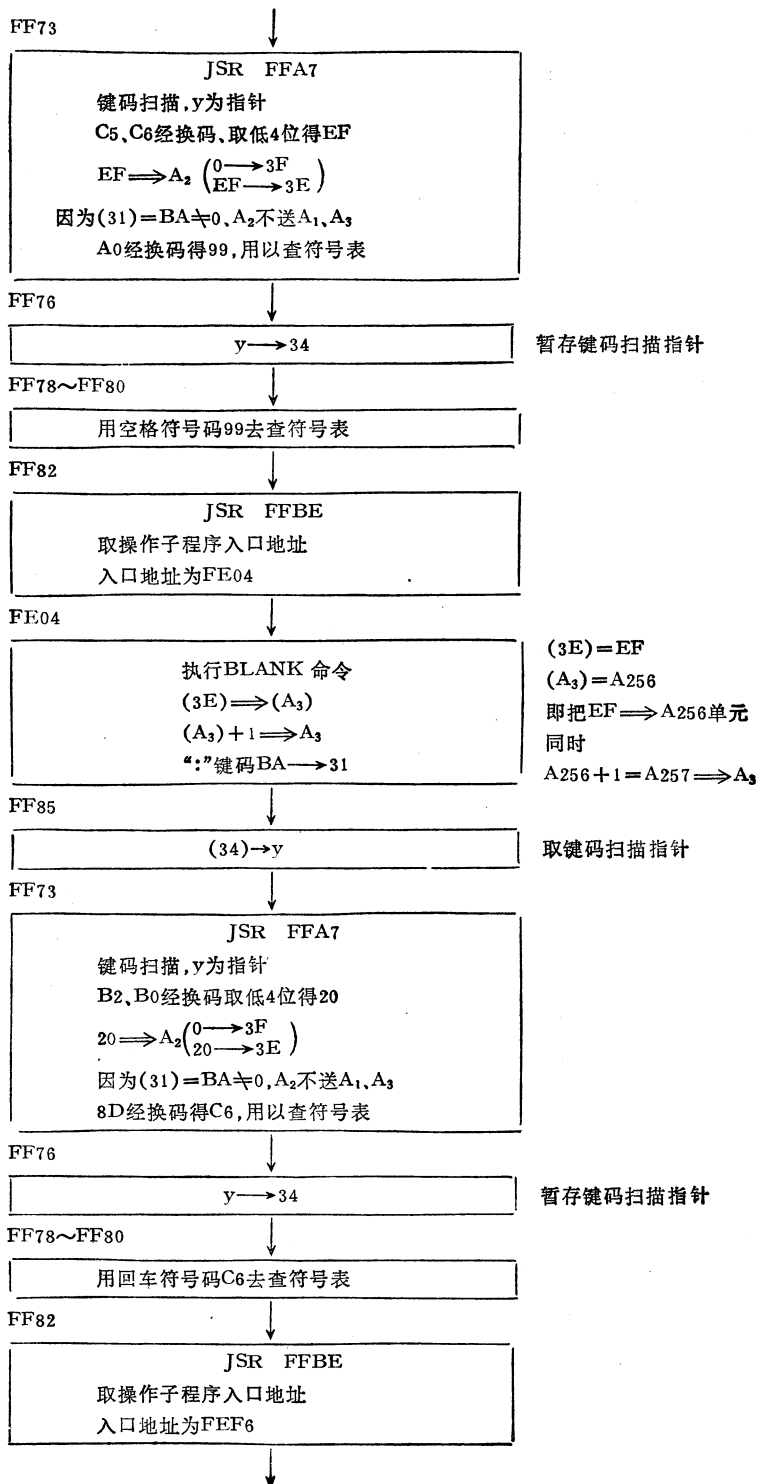 FF73
JSR FFA7
键码扫描,y为指针
C5、C6经换码、取低4位得EF
EF⟹A₂ (0⟶3F
EF⟶3E)
因为(31)=BA≠0、A₂不送A₁、A₃
A0经换码得99,用以查符号表
FF76
y⟶34 暂存键码扫描指针
FF78～FF80
用空格符号码99去查符号表
FF82
JSR FFBE
取操作子程序入口地址
入口地址为FE04
FE04
执行BLANK 命令
(3E)⟹(A₃)
(A₃)+1⟹A₃
“:”键码BA⟶31
(3E)=EF
(A₃)=A256
即把EF⟹A256单元
同时
A256+1=A257⟹A₃
FF85
(34)→y 取键码扫描指针
FF73
JSR FFA7
键码扫描,y为指针
B2、B0经换码取低4位得20
20⟹A₂(0⟶3F
20⟶3E)
因为(31)=BA≠0,A₂不送A₁、A₃
8D经换码得C6,用以查符号表
FF76
y⟶34 暂存键码扫描指针
FF78～FF80
用回车符号码C6去查符号表
FF82
JSR FFBE
取操作子程序入口地址
入口地址为FEF6